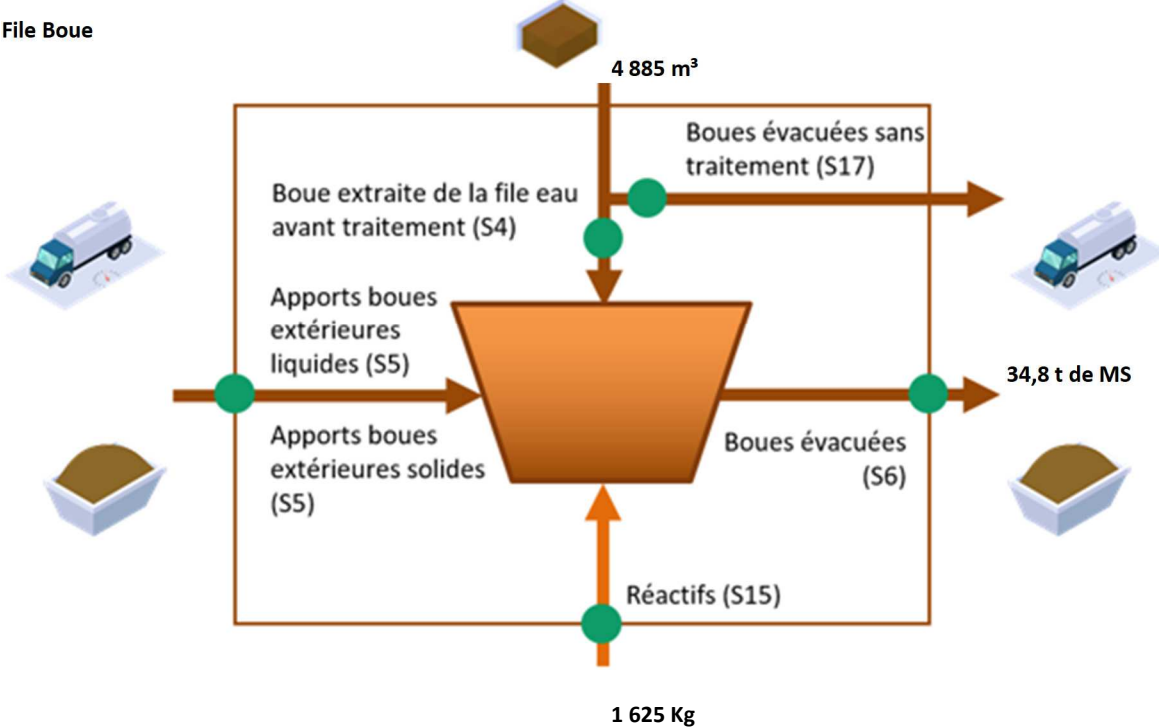 File Boue
4 885 m³
Boues évacuées sans
traitement (S17)
Boue extraite de la file eau
avant traitement (S4)
Apports boues
extérieures
liquides (S5)
34,8 t de MS
Apports boues
extérieures solides
(S5)
Boues évacuées
(S6)
Réactifs (S15)
1 625 Kg